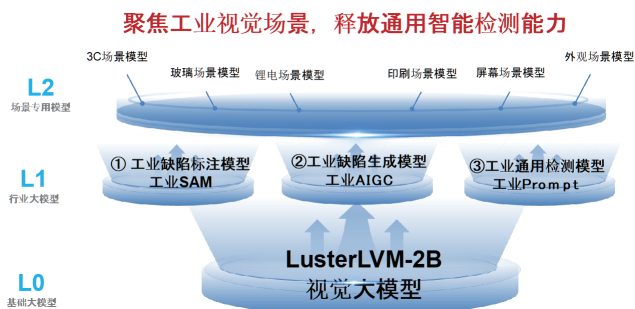 聚焦工业视觉场景，释放通用智能检测能力
L2
场景专用模型
3C场景模型
玻璃场景模型
锂电场景模型
印刷场景模型
屏幕场景模型
外观场景模型
L1
行业大模型
① 工业缺陷标注模型
工业SAM
②工业缺陷生成模型
工业AIGC
③工业通用检测模型
工业Prompt
L0
基础大模型
LusterLVM-2B
视觉大模型